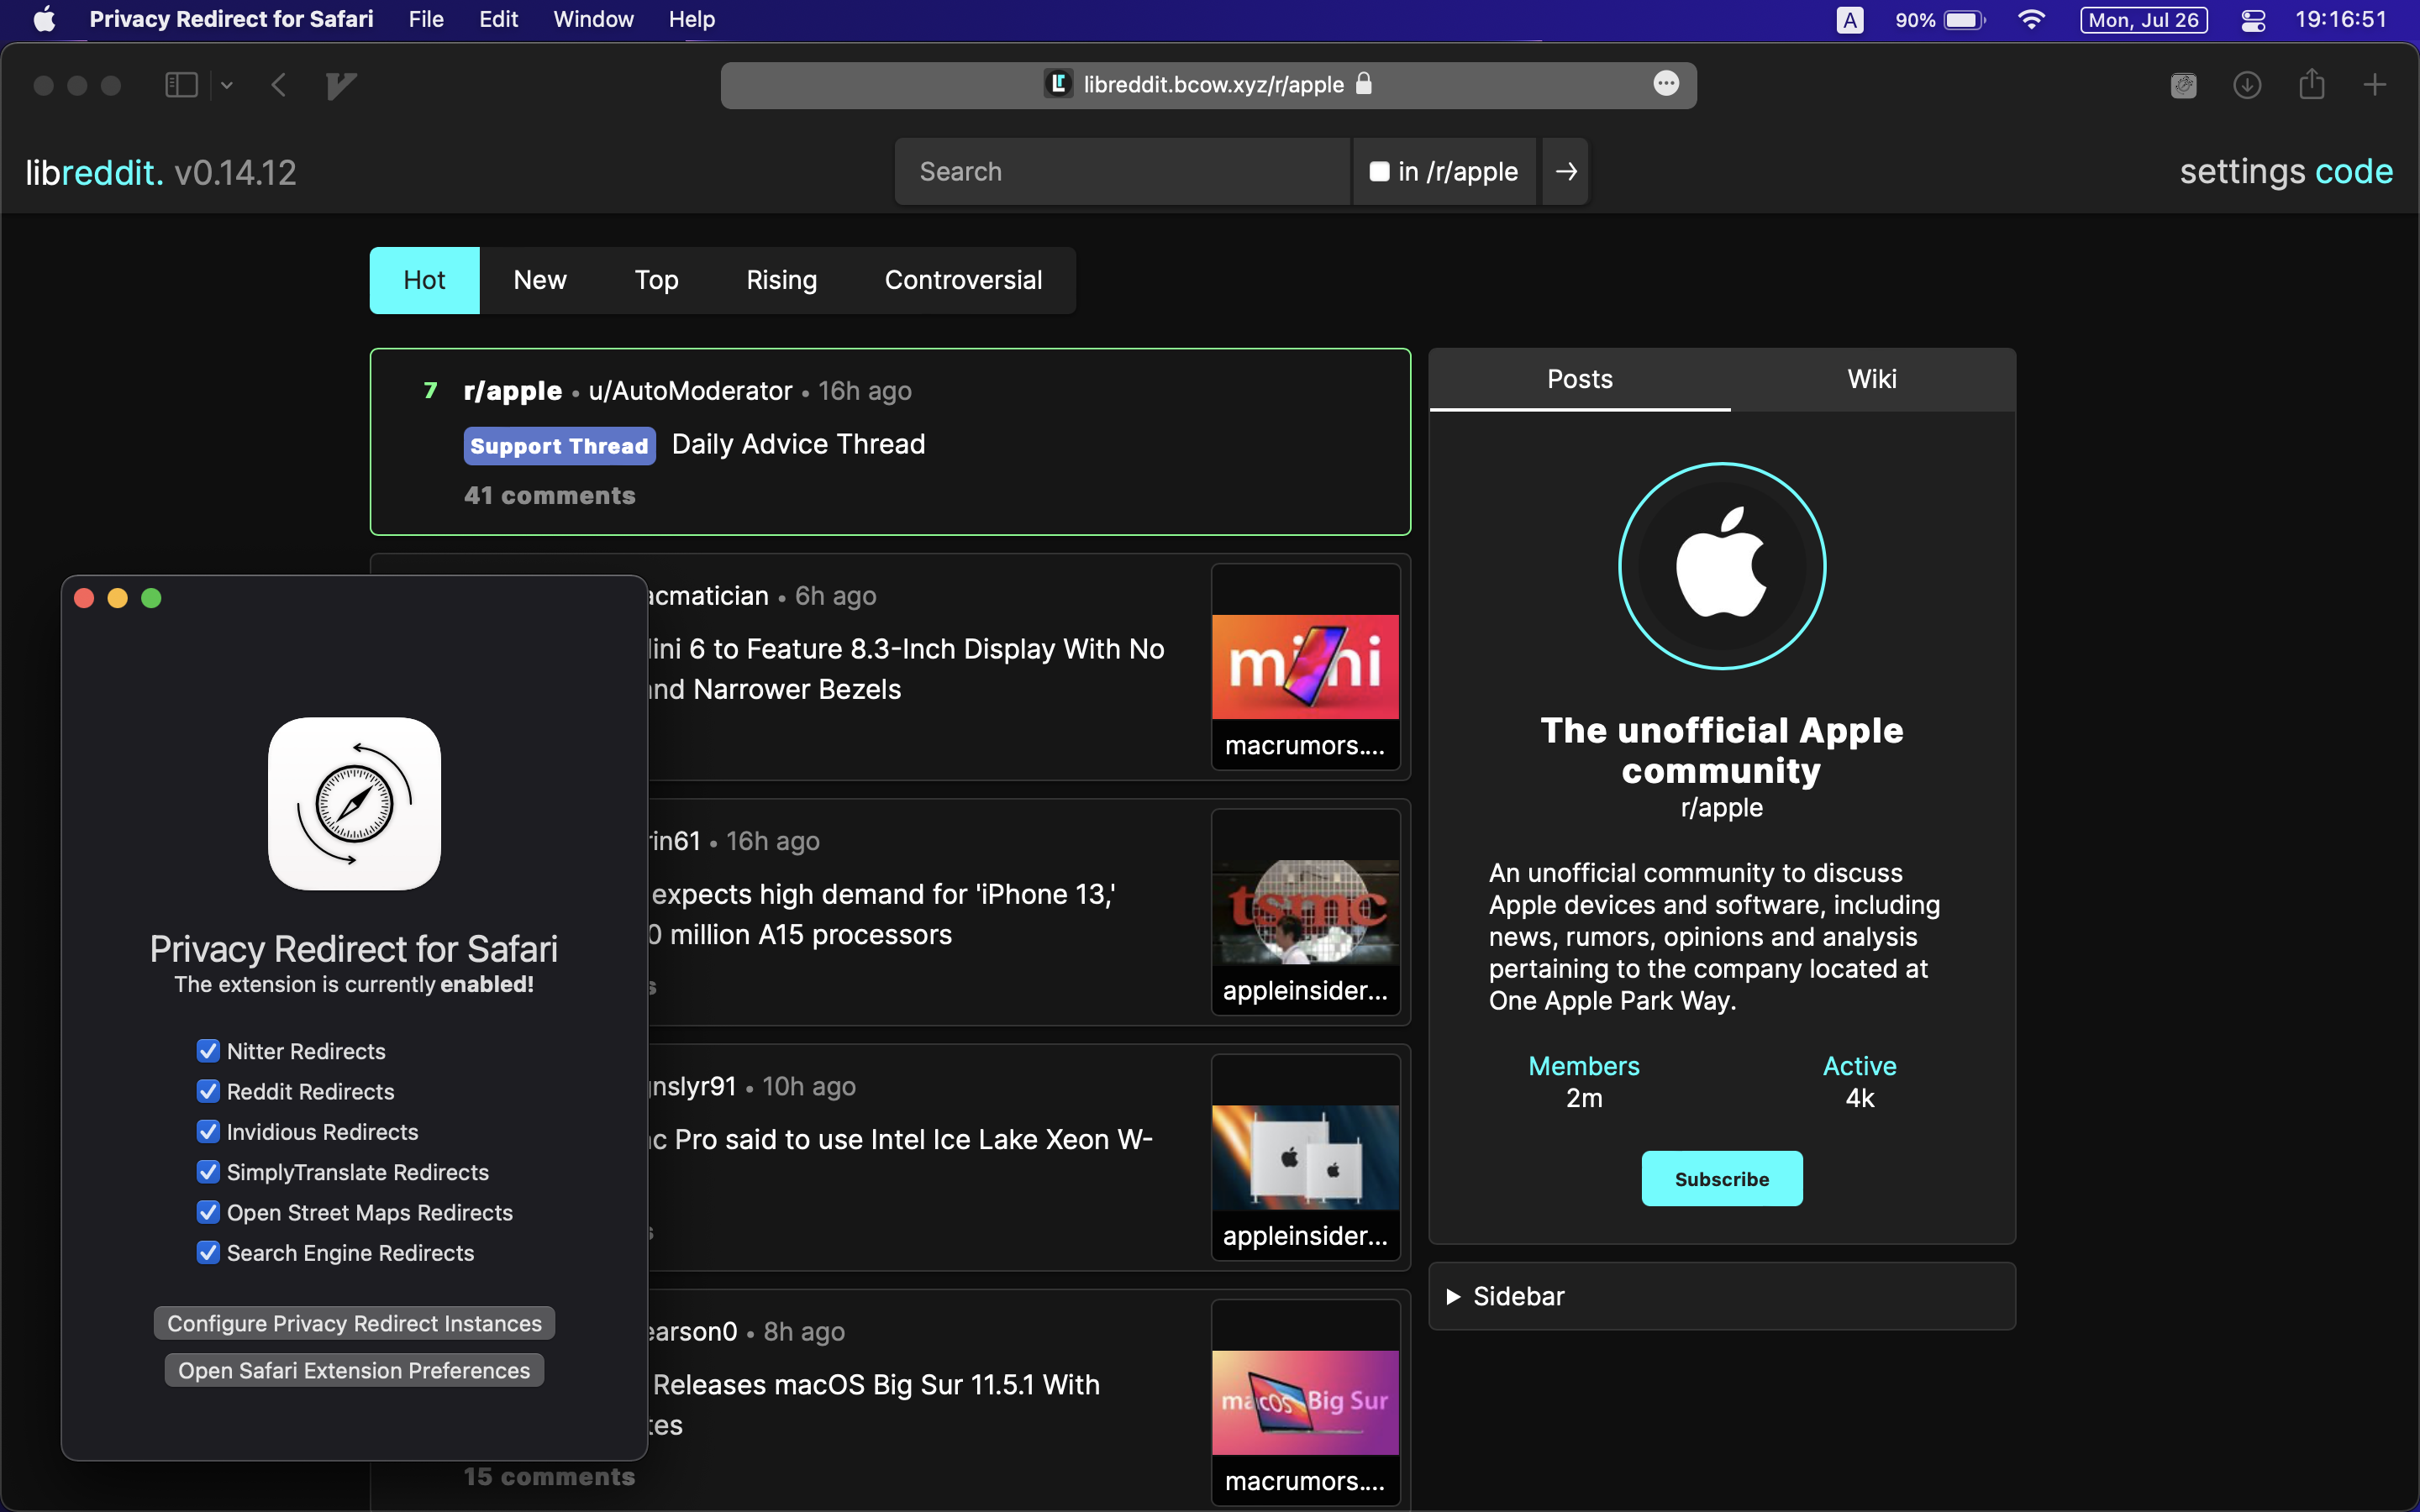 Privacy Redirect for Safari File Edit Window Help A 90% Mon, Jul 26 19:16:51
libreddit.bcow.xyz/r/apple
libreddit. v0.14.12 Search in /r/apple → settings code
Hot New Top Rising Controversial
7 r/apple • u/AutoModerator • 16h ago
Support Thread Daily Advice Thread
41 comments
acmatician • 6h ago
ini 6 to Feature 8.3-Inch Display With No
nd Narrower Bezels
mini
macrumors....
rin61 • 16h ago
expects high demand for 'iPhone 13,'
0 million A15 processors
s
tsmc
appleinsider...
nslyr91 • 10h ago
c Pro said to use Intel Ice Lake Xeon W-
s
appleinsider...
earson0 • 8h ago
Releases macOS Big Sur 11.5.1 With
tes
15 comments
macOS Big Sur
macrumors....
Posts Wiki
The unofficial Apple
community
r/apple
An unofficial community to discuss
Apple devices and software, including
news, rumors, opinions and analysis
pertaining to the company located at
One Apple Park Way.
Members Active
2m 4k
Subscribe
▶ Sidebar
Privacy Redirect for Safari
The extension is currently enabled!
Nitter Redirects
Reddit Redirects
Invidious Redirects
SimplyTranslate Redirects
Open Street Maps Redirects
Search Engine Redirects
Configure Privacy Redirect Instances
Open Safari Extension Preferences